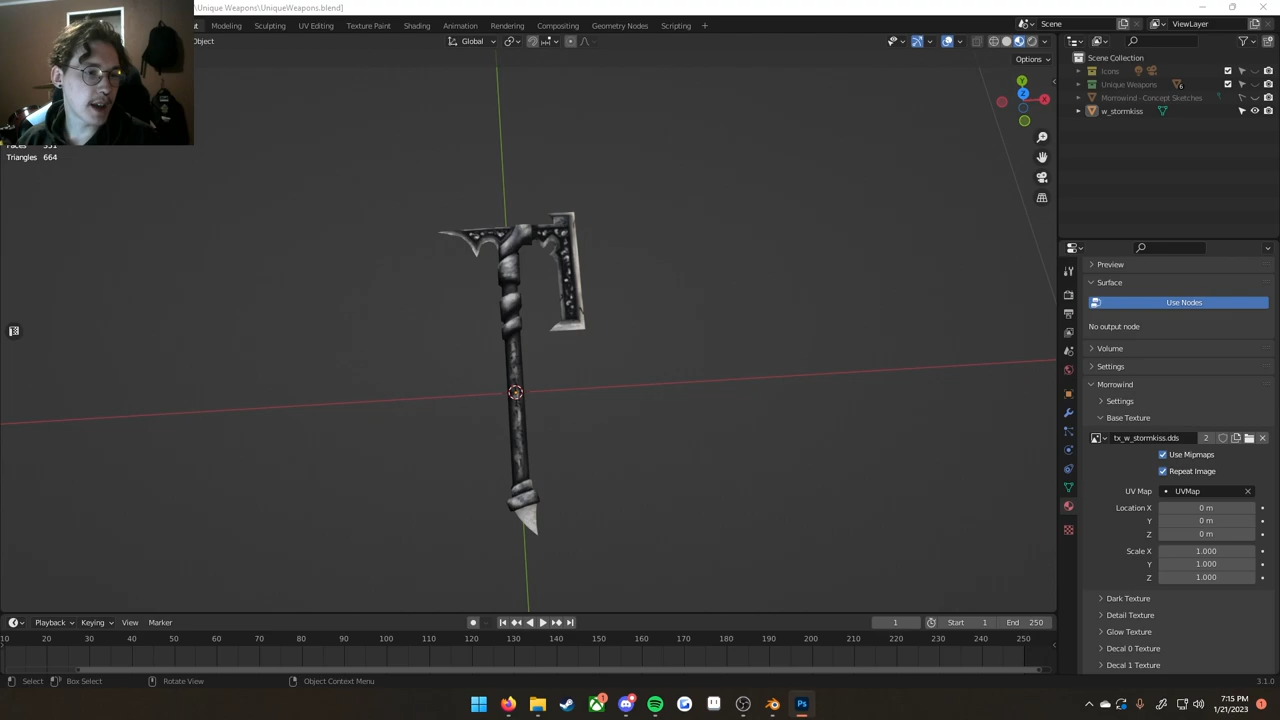 \Unique Weapons\UniqueWeapons.blend]
Modeling Sculpting UV Editing Texture Paint Shading Animation Rendering Compositing Geometry Nodes Scripting +
Scene ViewLayer
Object Global
Options
Scene Collection
Icons
Unique Weapons 6
Morrowind - Concept Sketches
w_stormkiss
Y
Z X
Triangles 664
Preview
Surface
Use Nodes
No output node
Volume
Settings
Morrowind
Settings
Base Texture
tx_w_stormkiss.dds 2
Use Mipmaps
Repeat Image
UV Map UVMap
Location X 0 m
Y 0 m
Z 0 m
Scale X 1.000
Y 1.000
Z 1.000
Dark Texture
Detail Texture
Glow Texture
Decal 0 Texture
Decal 1 Texture
Playback Keying View Marker 1 Start 1 End 250
10 20 30 40 50 60 70 80 90 100 110 120 130 140 150 160 170 180 190 200 210 220 230 240 250
Select Box Select Rotate View Object Context Menu 3.1.0
1 Ps 7:15 PM
1/21/2023